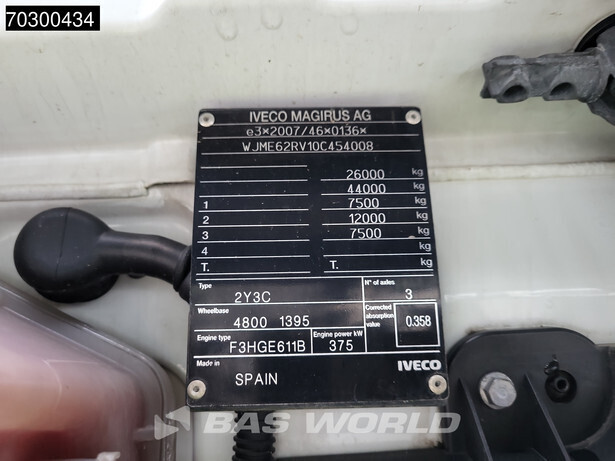 70300434
IVECO MAGIRUS AG
e3*2007/46*0136*
WJME62RV10C454008
26000 kg
44000 kg
1 7500 kg
2 12000 kg
3 7500 kg
4 kg
T. T. kg
Type 2Y3C N° of axles 3
Wheelbase 4800 1395 Corrected absorption value 0.358
Engine type F3HGE611B Engine power kW 375
Made in SPAIN IVECO
BAS WORLD